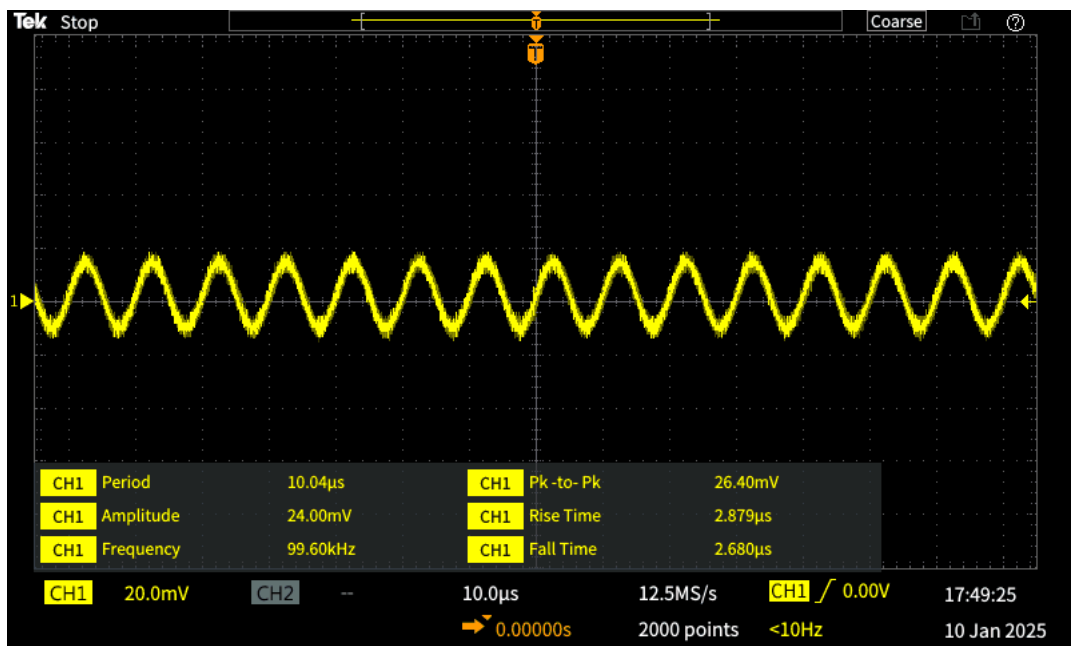 Tek Stop T Coarse ?
T
1
CH1 Period 10.04µs CH1 Pk-to-Pk 26.40mV
CH1 Amplitude 24.00mV CH1 Rise Time 2.879µs
CH1 Frequency 99.60kHz CH1 Fall Time 2.680µs
CH1 20.0mV CH2 -- 10.0µs 12.5MS/s CH1 0.00V 17:49:25
0.00000s 2000 points <10Hz 10 Jan 2025